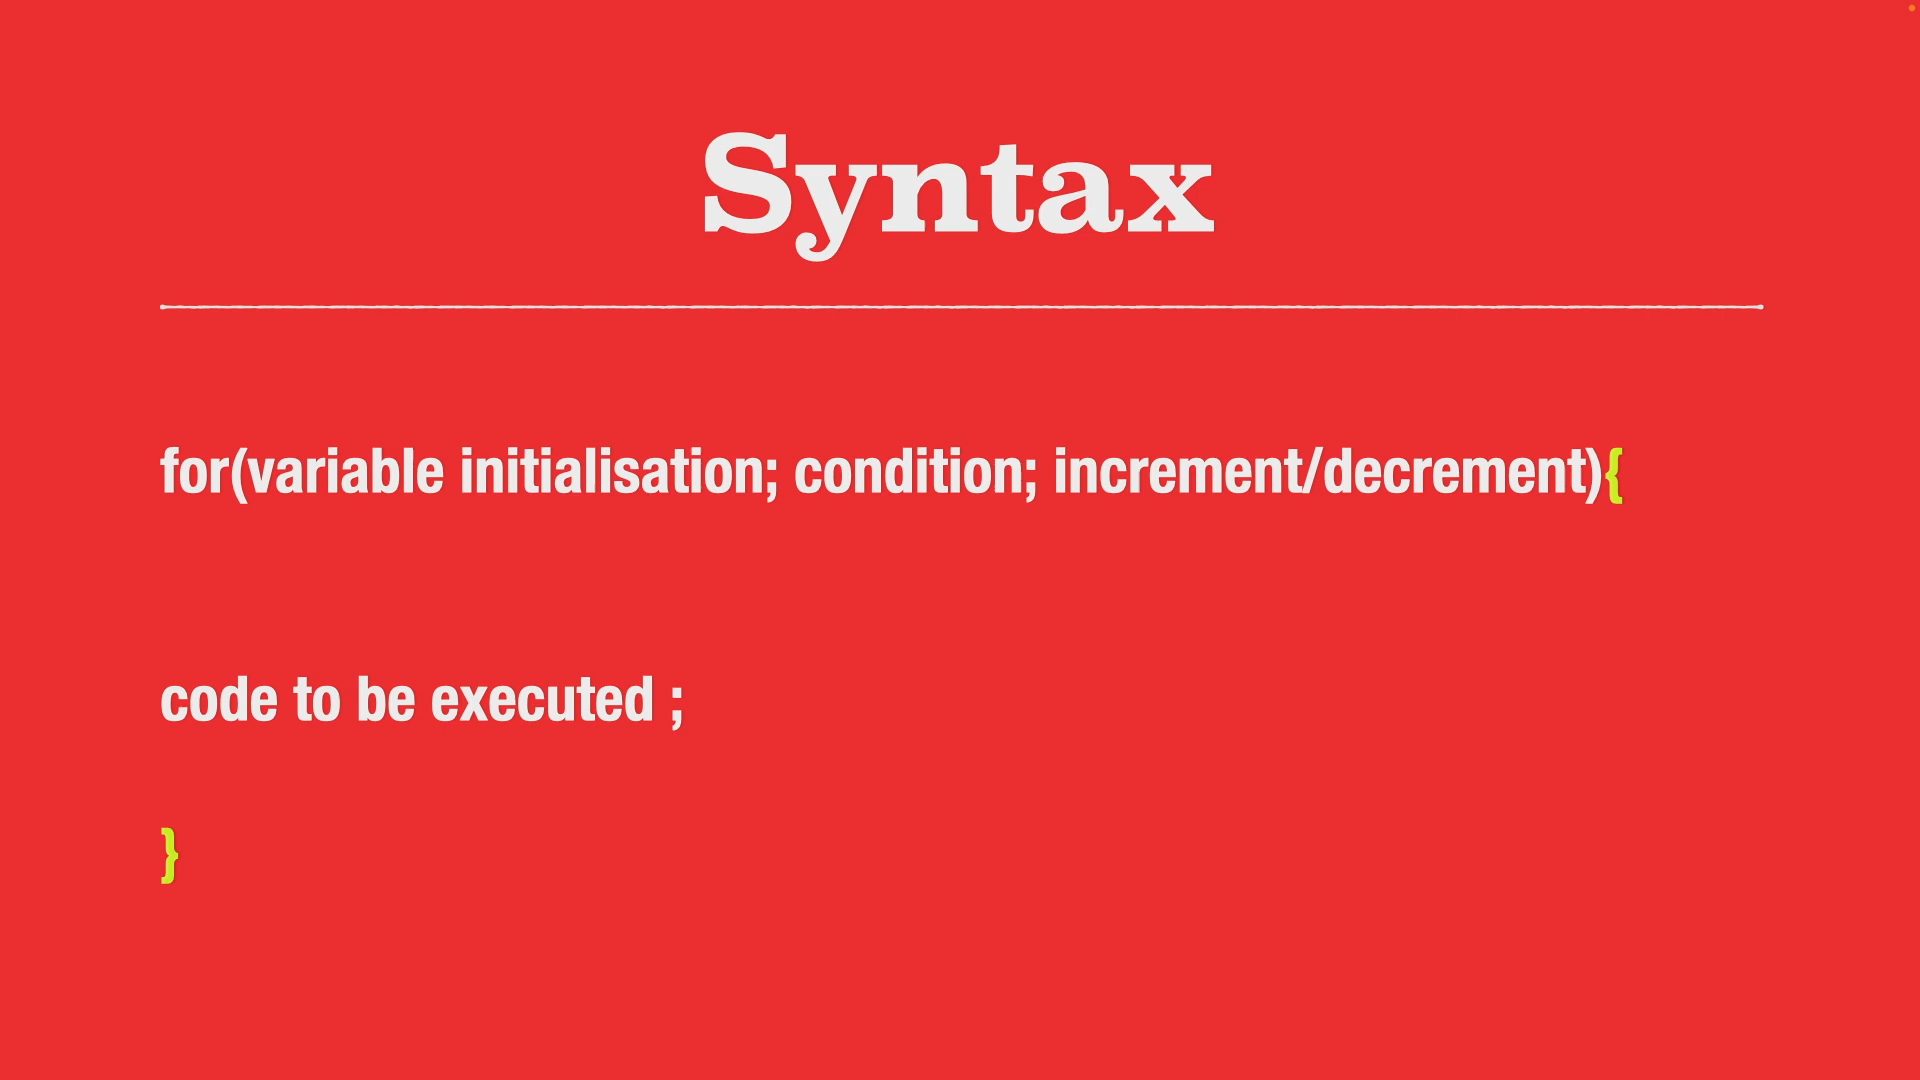 Syntax
for(variable initialisation; condition; increment/decrement){
code to be executed ;
}